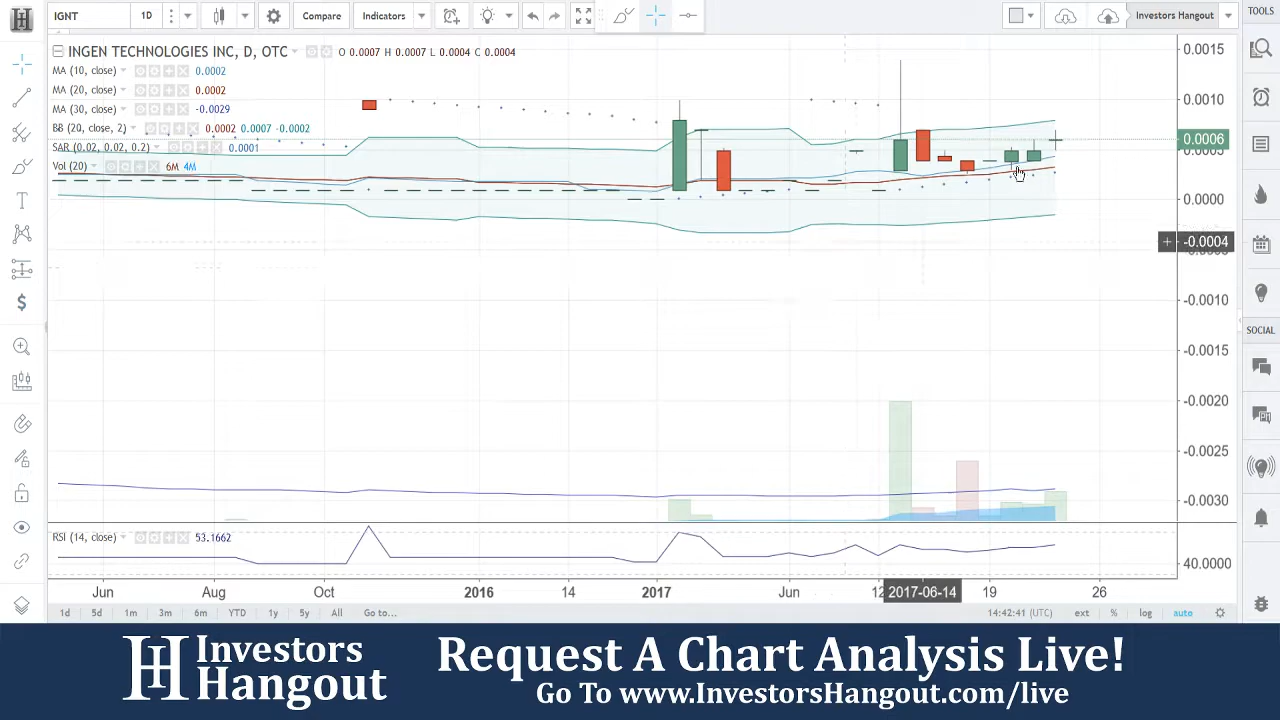 IGNT 1D Compare Indicators Investors Hangout TOOLS
INGEN TECHNOLOGIES INC, D, OTC O 0.0007 H 0.0007 L 0.0004 C 0.0004
MA (10, close) 0.0002
MA (20, close) 0.0002
MA (30, close) -0.0029
BB (20, close, 2) 0.0002 0.0007 -0.0002
SAR (0.02, 0.02, 0.2) 0.0001
Vol (20) 6M 4M
0.0015
0.0010
0.0006
0.0000
-0.0004
-0.0010
-0.0015
-0.0020
-0.0025
-0.0030
SOCIAL
RSI (14, close) 53.1662
40.0000
Jun Aug Oct 2016 14 2017 Jun 12 2017-06-14 19 26
1d 5d 1m 3m 6m YTD 1y 5y All Go to... 14:42:41 (UTC) ext % log auto
IH Investors Hangout
Request A Chart Analysis Live!
Go To www.InvestorsHangout.com/live